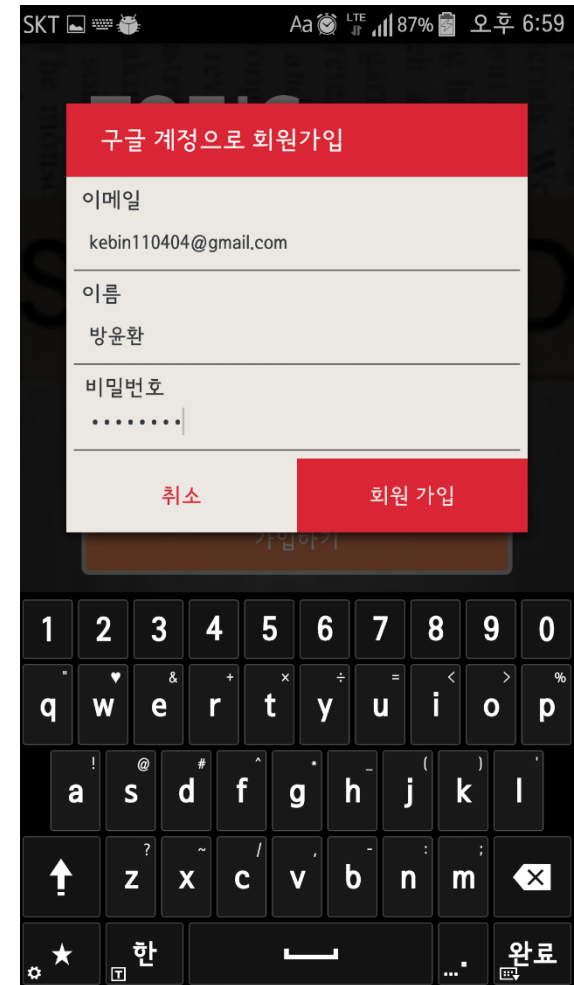 SKT Aa LTE 87% 오후 6:59
구글 계정으로 회원가입
이메일
kebin110404@gmail.com
이름
방윤환
비밀번호
••••••••
취소 회원 가입
가입하기
1 2 3 4 5 6 7 8 9 0
" ♥ & + × ÷ = < > %
q w e r t y u i o p
! @ # ^ * _ ( ) '
a s d f g h j k l
? ~ / , - : ;
z x c v b n m
★ 한 ... . 완료
T